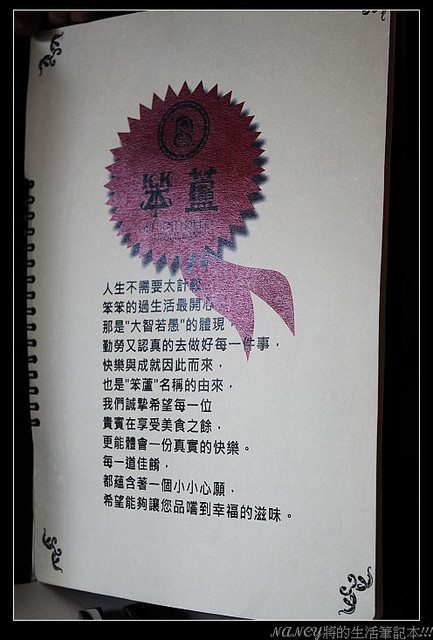 笨蘆
人生不需要太計較
笨笨的過生活最開心
那是"大智若愚"的體現，
勤勞又認真的去做好每一件事，
快樂與成就因此而來，
也是"笨蘆"名稱的由來，
我們誠摯希望每一位
貴賓在享受美食之餘，
更能體會一份真實的快樂。
每一道佳餚，
都蘊含著一個小小心願，
希望能夠讓您品嚐到幸福的滋味。
NANCY將的生活筆記本!!!